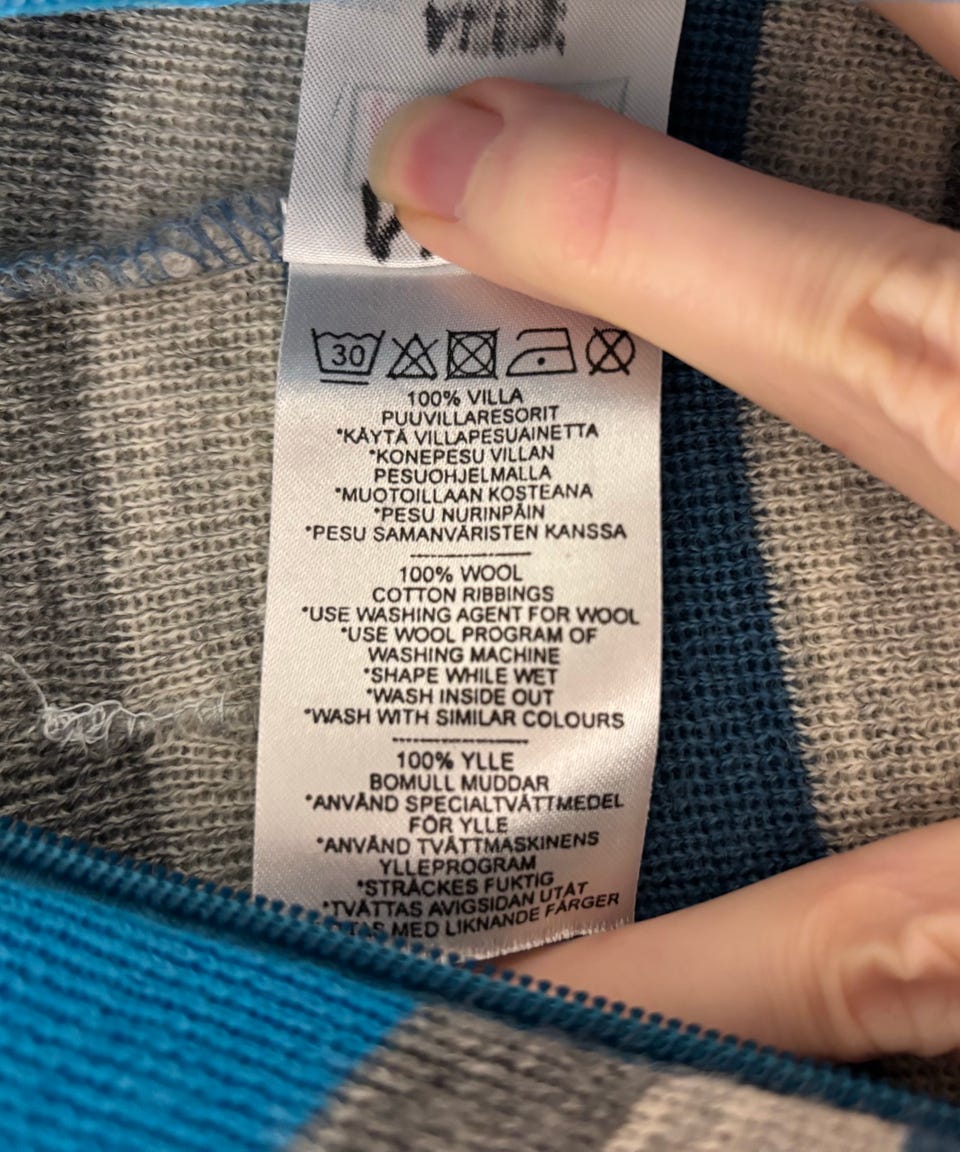 30
100% VILLA
PUUVILLARESORIT
*KÄYTÄ VILLAPESUAINETTA
*KONEPESU VILLAN
PESUOHJELMALLA
*MUOTOILLAAN KOSTEANA
*PESU NURINPÄIN
*PESU SAMANVÄRISTEN KANSSA
100% WOOL
COTTON RIBBINGS
*USE WASHING AGENT FOR WOOL
*USE WOOL PROGRAM OF
WASHING MACHINE
*SHAPE WHILE WET
*WASH INSIDE OUT
*WASH WITH SIMILAR COLOURS
100% YLLE
BOMULL MUDDAR
*ANVÄND SPECIALTVÄTTMEDEL
FÖR YLLE
*ANVÄND TVÄTTMASKINENS
YLLEPROGRAM
*STRÄCKES FUKTIG
*TVÄTTAS AVIGSIDAN UTÅT
MED LIKNANDE FÄRGER